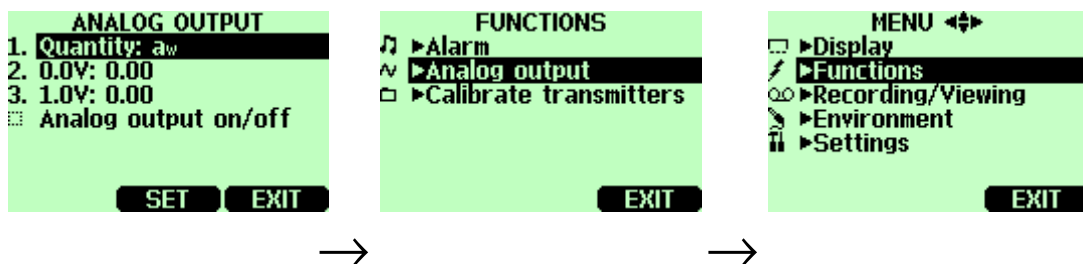 ANALOG OUTPUT
1. Quantity: aw
2. 0.0V: 0.00
3. 1.0V: 0.00
Analog output on/off
SET EXIT
FUNCTIONS
▶Alarm
▶Analog output
▶Calibrate transmitters
EXIT
MENU ◀▲▼▶
▶Display
▶Functions
▶Recording/Viewing
▶Environment
▶Settings
EXIT
→ →